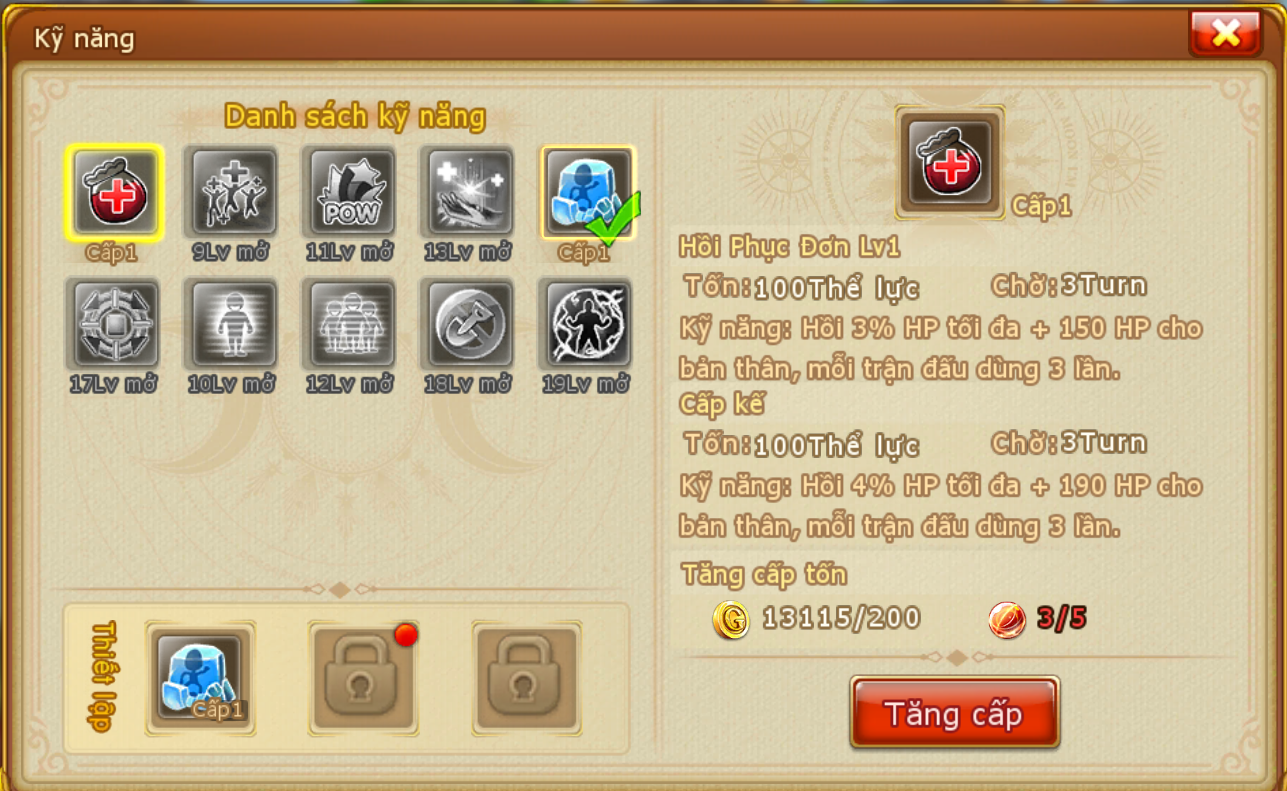 Kỹ năng
Danh sách kỹ năng
POW
Cấp1 9Lv mở 11Lv mở 13Lv mở Cấp1
17Lv mở 10Lv mở 12Lv mở 18Lv mở 19Lv mở
Thiết lập
Cấp1
Cấp1
Hồi Phục Đơn Lv1
Tốn:100Thể lực Chờ:3Turn
Kỹ năng: Hồi 3% HP tối đa + 150 HP cho
bản thân, mỗi trận đấu dùng 3 lần.
Cấp kế
Tốn:100Thể lực Chờ:3Turn
Kỹ năng: Hồi 4% HP tối đa + 190 HP cho
bản thân, mỗi trận đấu dùng 3 lần.
Tăng cấp tốn
G 13115/200 3/5
Tăng cấp